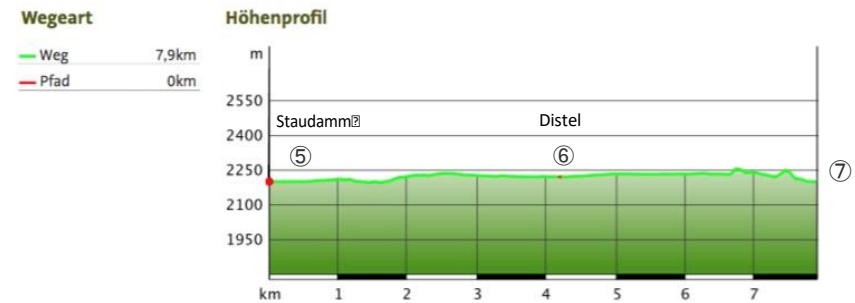 Wegeart
Weg 7,9km
Pfad 0km
Höhenprofil
m
2550
Staudamm Distel
2400
⑤ ⑥
2250 ⑦
2100
1950
km 1 2 3 4 5 6 7